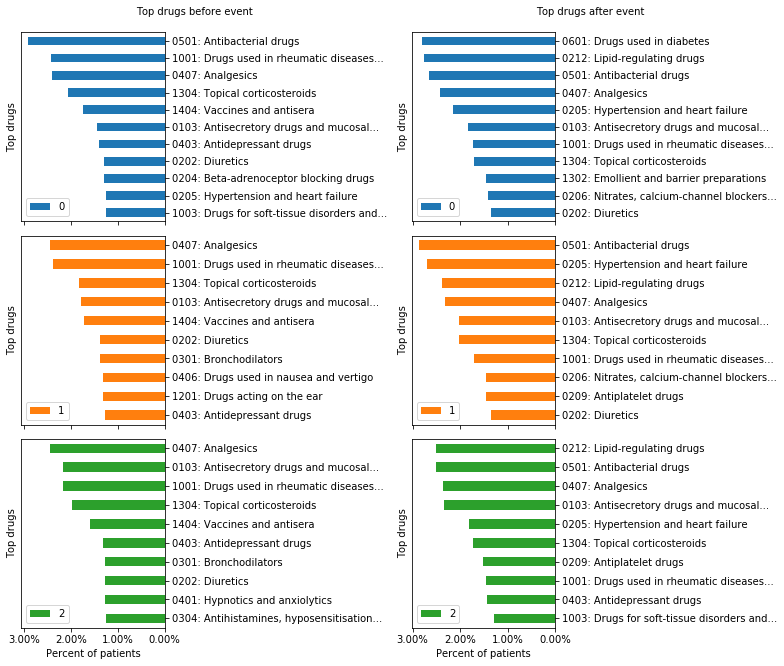 Top drugs before event
Top drugs
0501: Antibacterial drugs
1001: Drugs used in rheumatic diseases...
0407: Analgesics
1304: Topical corticosteroids
1404: Vaccines and antisera
0103: Antisecretory drugs and mucosal...
0403: Antidepressant drugs
0202: Diuretics
0204: Beta-adrenoceptor blocking drugs
0205: Hypertension and heart failure
1003: Drugs for soft-tissue disorders and...
0
Top drugs
0407: Analgesics
1001: Drugs used in rheumatic diseases...
1304: Topical corticosteroids
0103: Antisecretory drugs and mucosal...
1404: Vaccines and antisera
0202: Diuretics
0301: Bronchodilators
0406: Drugs used in nausea and vertigo
1201: Drugs acting on the ear
0403: Antidepressant drugs
1
Top drugs
0407: Analgesics
0103: Antisecretory drugs and mucosal...
1001: Drugs used in rheumatic diseases...
1304: Topical corticosteroids
1404: Vaccines and antisera
0403: Antidepressant drugs
0301: Bronchodilators
0202: Diuretics
0401: Hypnotics and anxiolytics
0304: Antihistamines, hyposensitisation...
2
3.00% 2.00% 1.00% 0.00%
Percent of patients
Top drugs after event
Top drugs
0601: Drugs used in diabetes
0212: Lipid-regulating drugs
0501: Antibacterial drugs
0407: Analgesics
0205: Hypertension and heart failure
0103: Antisecretory drugs and mucosal...
1001: Drugs used in rheumatic diseases...
1304: Topical corticosteroids
1302: Emollient and barrier preparations
0206: Nitrates, calcium-channel blockers...
0202: Diuretics
0
Top drugs
0501: Antibacterial drugs
0205: Hypertension and heart failure
0212: Lipid-regulating drugs
0407: Analgesics
0103: Antisecretory drugs and mucosal...
1304: Topical corticosteroids
1001: Drugs used in rheumatic diseases...
0206: Nitrates, calcium-channel blockers...
0209: Antiplatelet drugs
0202: Diuretics
1
Top drugs
0212: Lipid-regulating drugs
0501: Antibacterial drugs
0407: Analgesics
0103: Antisecretory drugs and mucosal...
0205: Hypertension and heart failure
1304: Topical corticosteroids
0209: Antiplatelet drugs
1001: Drugs used in rheumatic diseases...
0403: Antidepressant drugs
1003: Drugs for soft-tissue disorders and...
2
3.00% 2.00% 1.00% 0.00%
Percent of patients